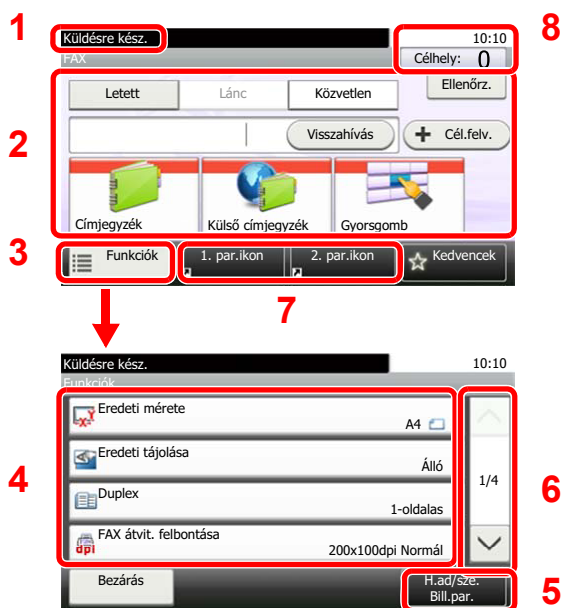 1
8
Küldésre kész.
10:10
FAX
Célhely: 0
2
Letett
Lánc
Közvetlen
Ellenőrz.
Visszahívás
Cél.felv.
Címjegyzék
Külső címjegyzék
Gyorsgomb
3
Funkciók
1. par.ikon
2. par.ikon
Kedvencek
7
Küldésre kész.
10:10
Funkciók
4
Eredeti mérete
A4
Eredeti tájolása
Álló
Duplex
1-oldalas
dpi
FAX átvit. felbontása
200x100dpi Normál
1/4
6
Bezárás
H.ad/sze.
Bill.par.
5